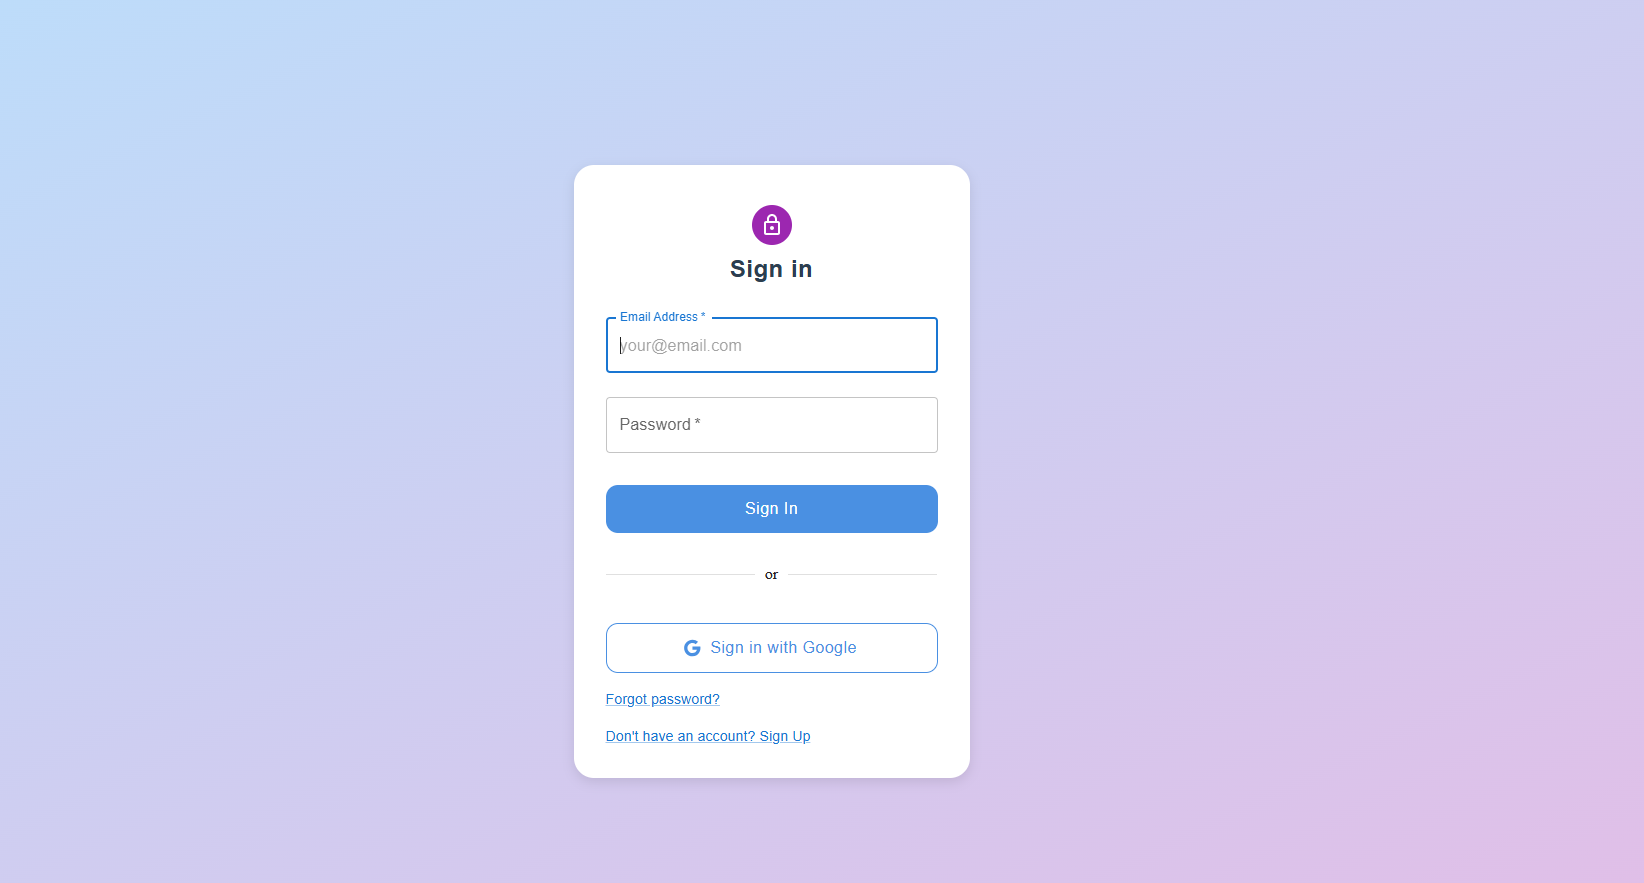 Sign in
Email Address *
your@email.com
Password *
Sign In
or
Sign in with Google
Forgot password?
Don't have an account? Sign Up